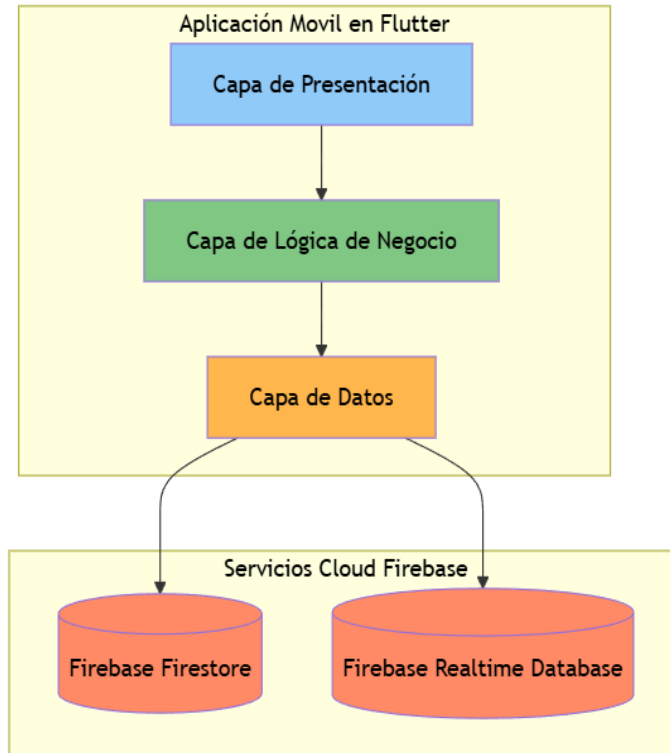 Aplicación Movil en Flutter
Capa de Presentación
Capa de Lógica de Negocio
Capa de Datos
Servicios Cloud Firebase
Firebase Firestore
Firebase Realtime Database